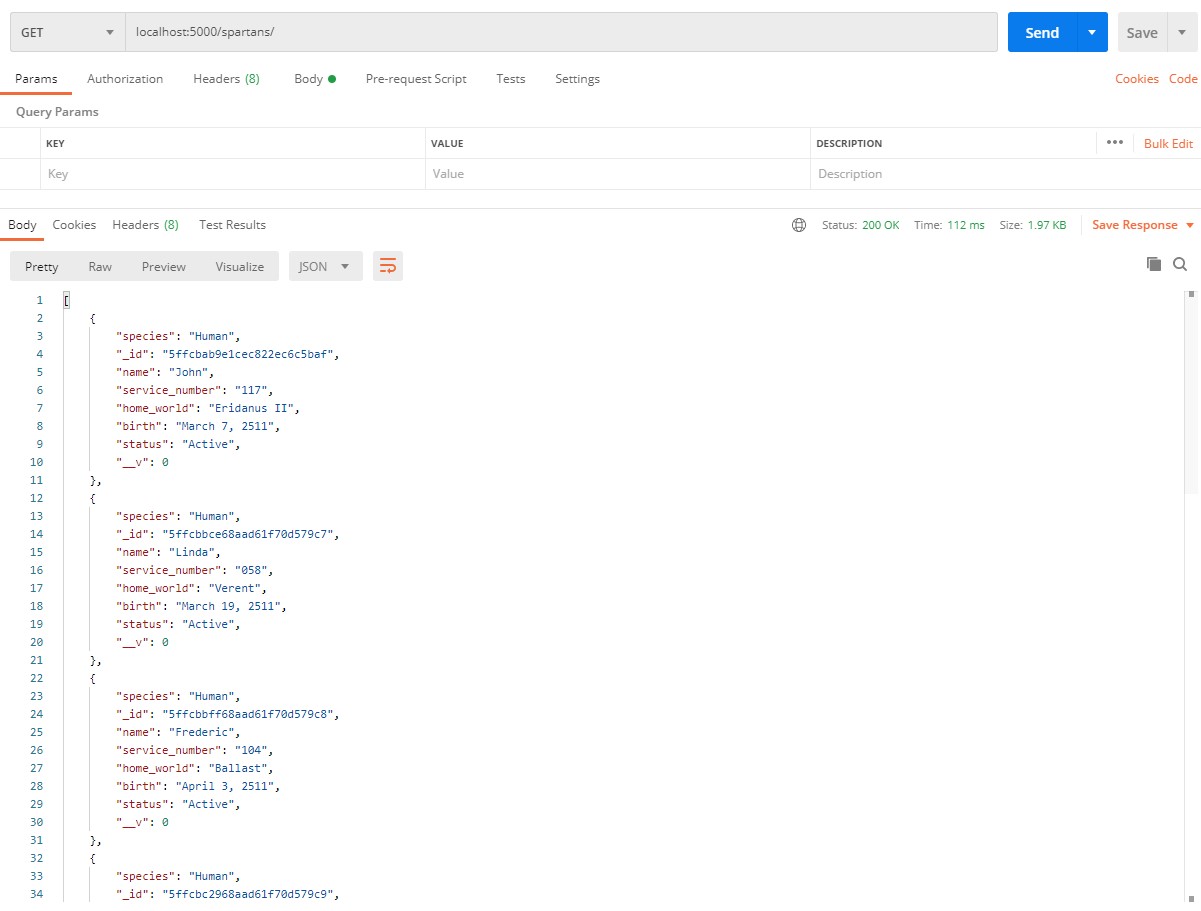 GET localhost:5000/spartans/ Send Save
Params Authorization Headers (8) Body Pre-request Script Tests Settings Cookies Code
Query Params
KEY VALUE DESCRIPTION ••• Bulk Edit
Key Value Description
Body Cookies Headers (8) Test Results Status: 200 OK Time: 112 ms Size: 1.97 KB Save Response
Pretty Raw Preview Visualize JSON
1 [
2 {
3 "species": "Human",
4 "_id": "5ffcbab9e1cec822ec6c5baf",
5 "name": "John",
6 "service_number": "117",
7 "home_world": "Eridanus II",
8 "birth": "March 7, 2511",
9 "status": "Active",
10 "__v": 0
11 },
12 {
13 "species": "Human",
14 "_id": "5ffcbbce68aad61f70d579c7",
15 "name": "Linda",
16 "service_number": "058",
17 "home_world": "Verent",
18 "birth": "March 19, 2511",
19 "status": "Active",
20 "__v": 0
21 },
22 {
23 "species": "Human",
24 "_id": "5ffcbbff68aad61f70d579c8",
25 "name": "Frederic",
26 "service_number": "104",
27 "home_world": "Ballast",
28 "birth": "April 3, 2511",
29 "status": "Active",
30 "__v": 0
31 },
32 {
33 "species": "Human",
34 "_id": "5ffcbc2968aad61f70d579c9",